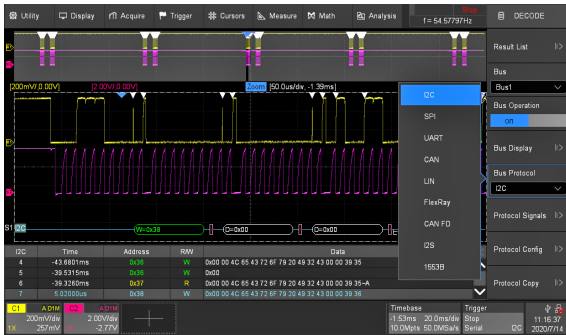 Utility Display Acquire Trigger Cursors Measure Math Analysis Stop f = 54.57797Hz DECODE
Result List
[200mV/ 0.00V] [2.00V/ 0.00V] Zoom [50.0us/div, -1.39ms]
Bus
Bus1
Bus Operation
on
Bus Display
Bus Protocol
I2C
Protocol Signals
Protocol Config
Protocol Copy
I2C
SPI
UART
CAN
LIN
FlexRay
CAN FD
I2S
1553B
S1 I2C W=0x38 D=0x00 D=0x00
I2C Time Address R/W Data
4 -43.6801ms 0x38 W 0x00 00 4C 65 43 72 6F 79 20 49 32 43 00 00 39 35
5 -39.5315ms 0x36 W 0x00
6 -39.3260ms 0x37 R 0x00 00 4C 65 43 72 6F 79 20 49 32 43 00 00 39 35~A
7 5.02000us 0x38 W 0x00 00 4C 65 43 72 6F 79 20 49 32 43 00 00 39 36
C1 A D1M C2 A D1M Timebase Trigger
200mV/div 2.00V/div -1.53ms 20.0ms/div Stop 11:16:37
1X 257mV -2.77V 10.0Mpts 50.0MSa/s Serial I2C 2020/7/14